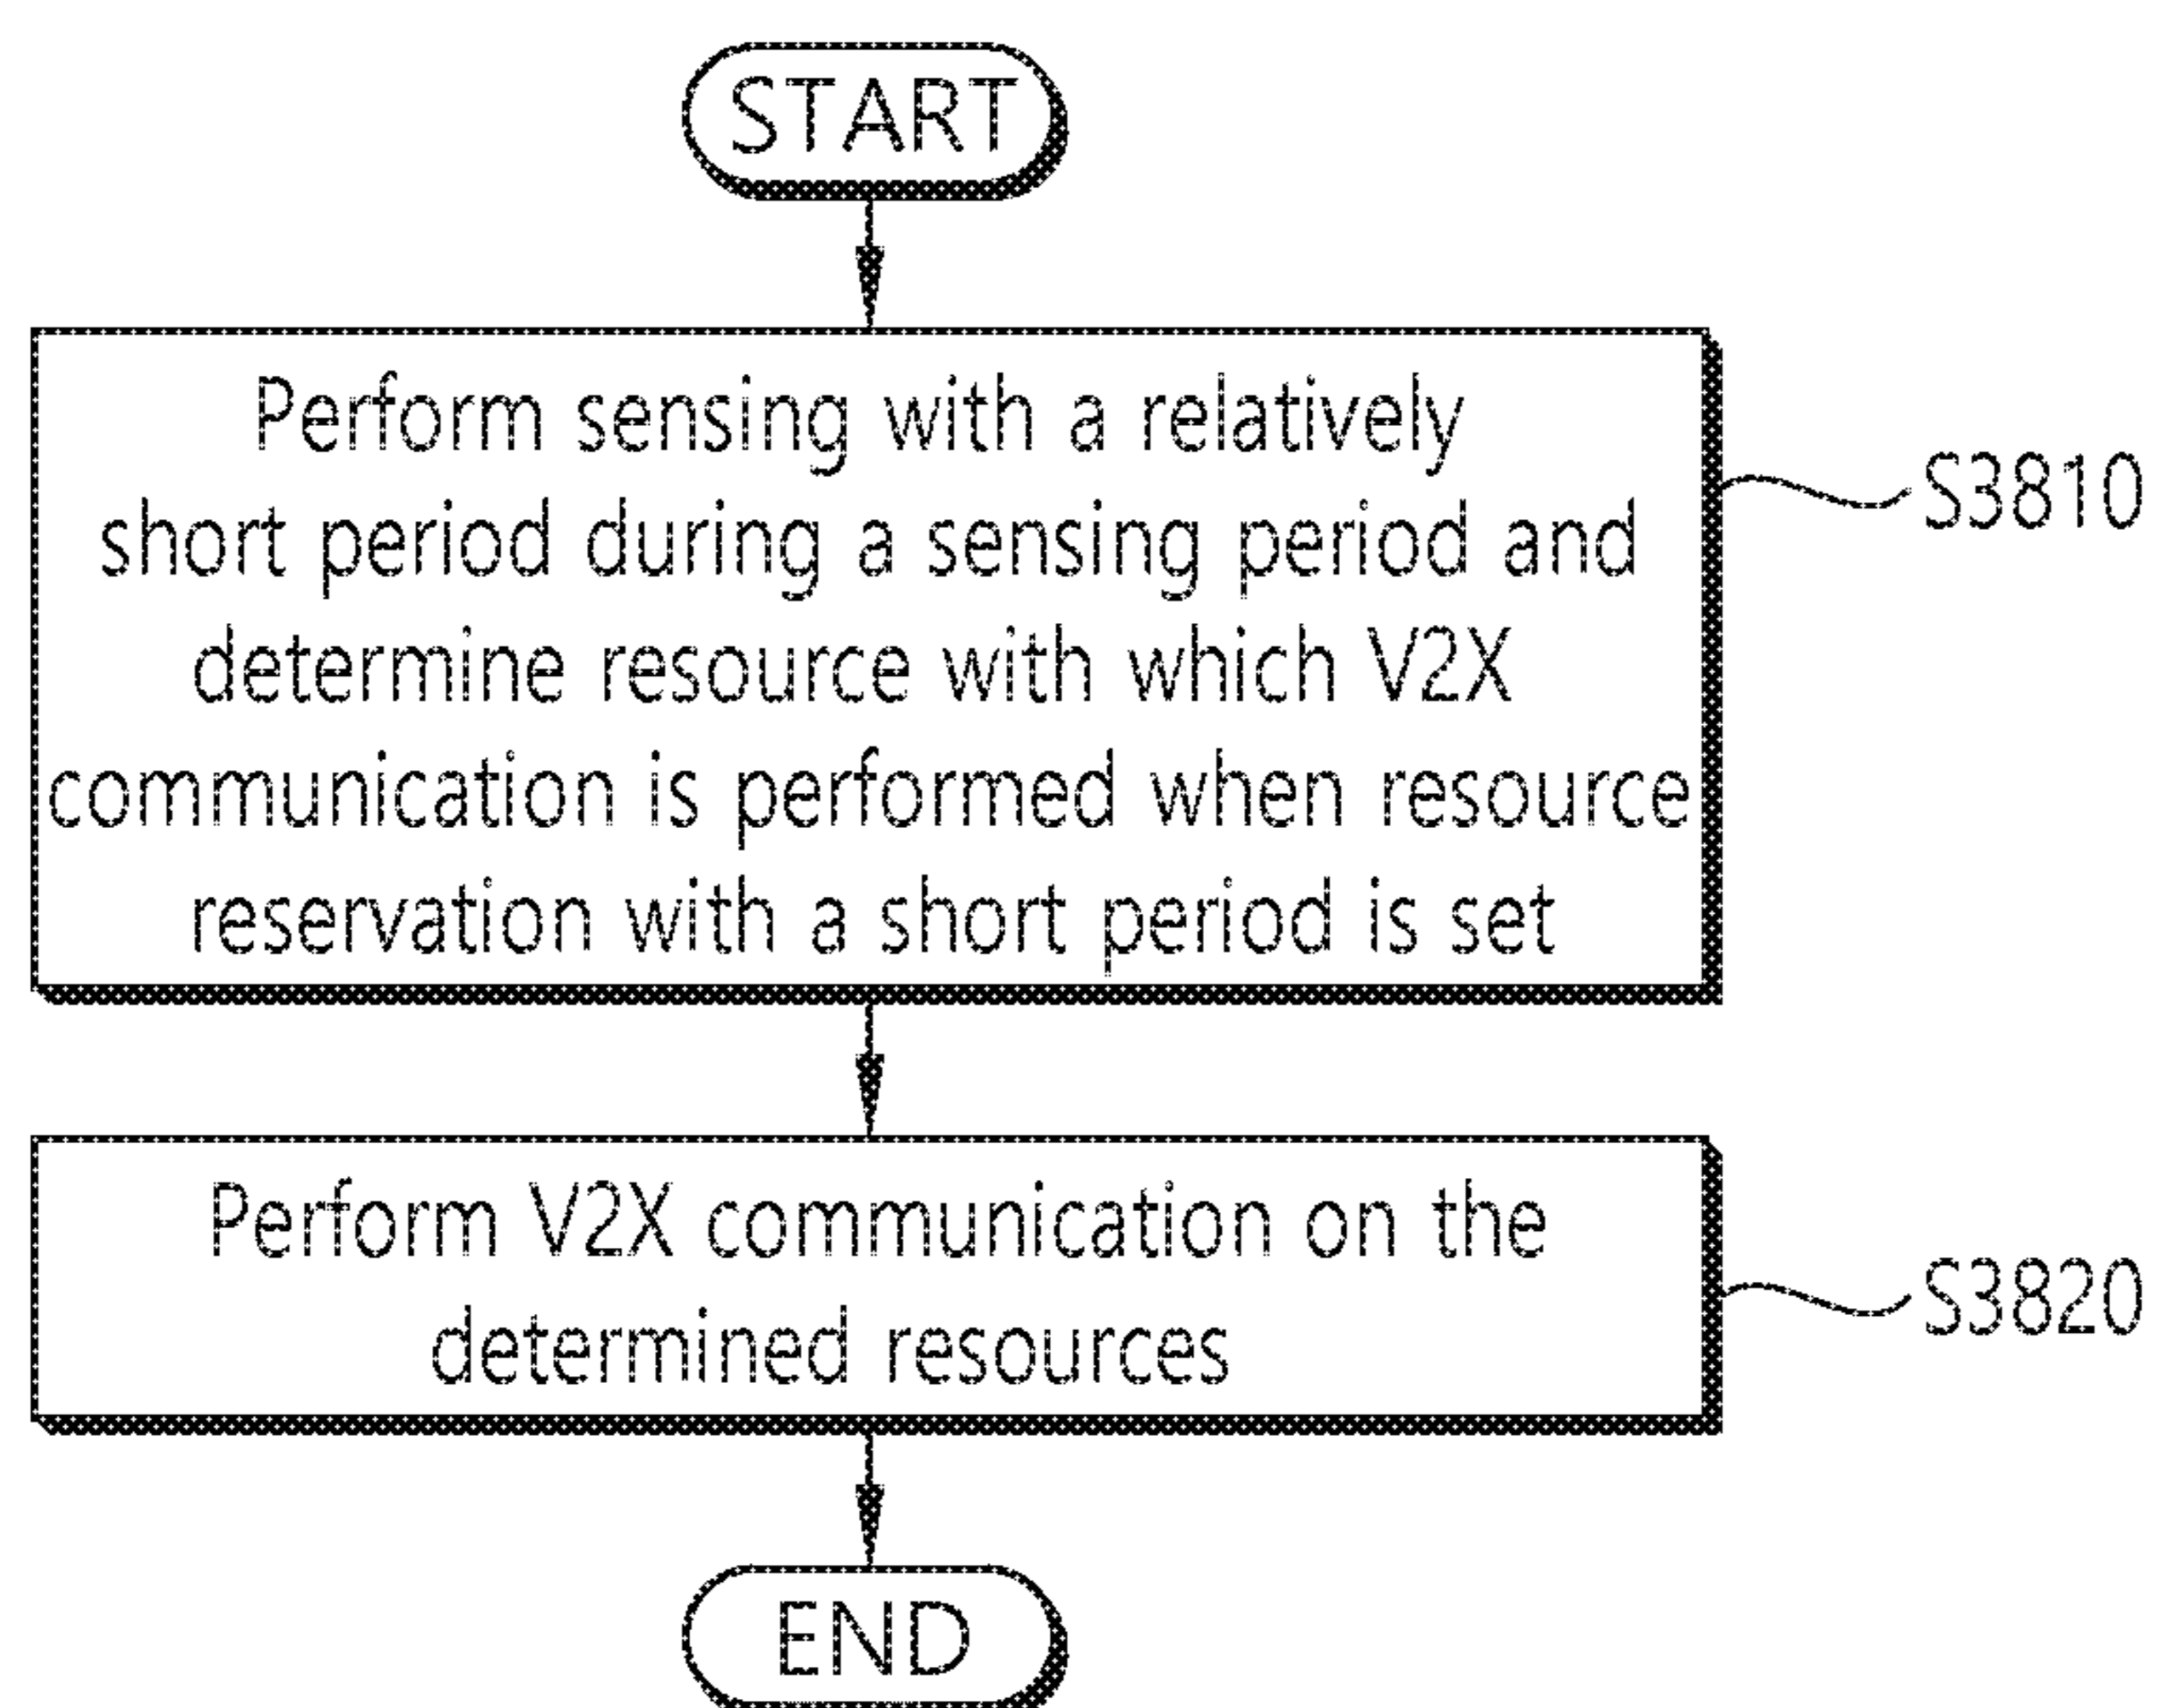 START
Perform sensing with a relatively
short period during a sensing period and
determine resource with which V2X
communication is performed when resource
reservation with a short period is set
S3810
Perform V2X communication on the
determined resources
S3820
END